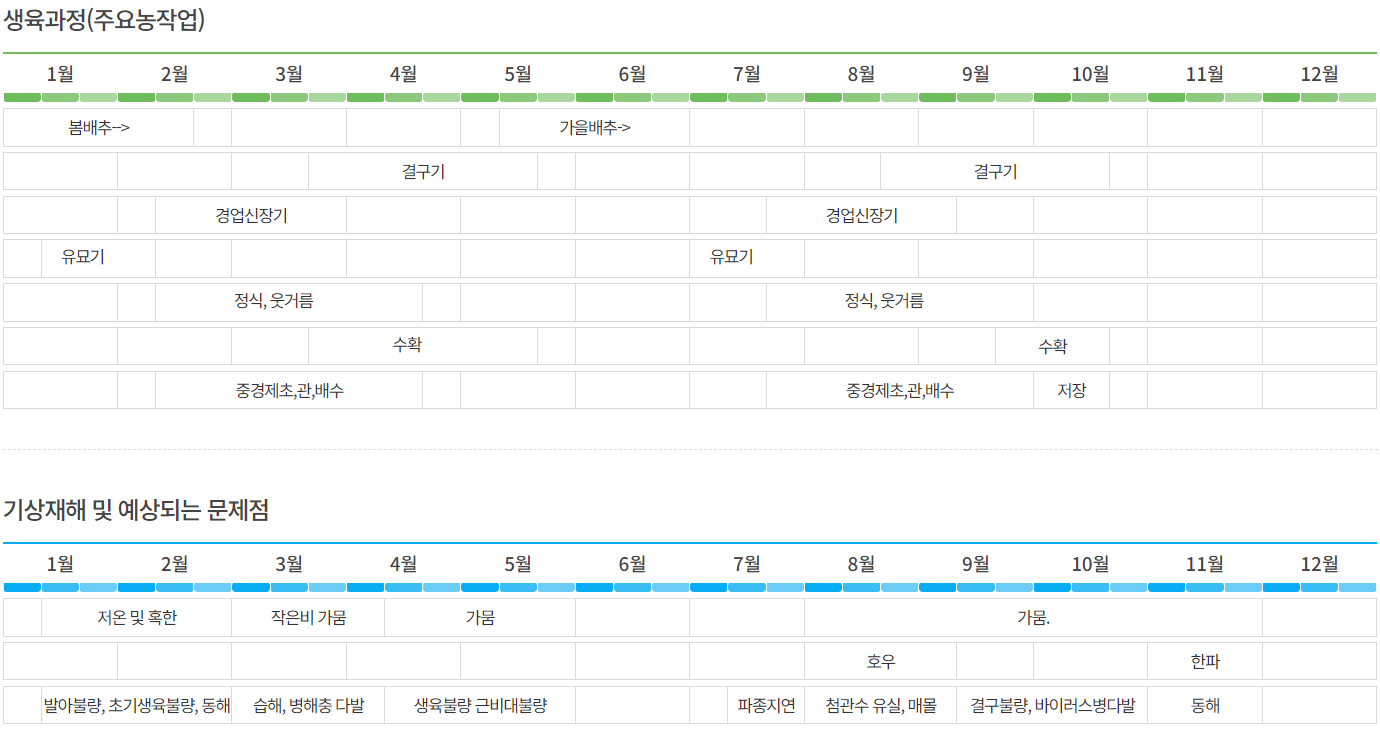 생육과정(주요농작업)
1월 2월 3월 4월 5월 6월 7월 8월 9월 10월 11월 12월
봄배추--> 가을배추->
결구기 결구기
경업신장기 경업신장기
유묘기 유묘기
정식, 웃거름 정식, 웃거름
수확 수확
중경제초,관,배수 중경제초,관,배수 저장
기상재해 및 예상되는 문제점
1월 2월 3월 4월 5월 6월 7월 8월 9월 10월 11월 12월
저온 및 혹한 작은비 가뭄 가뭄 가뭄.
호우 한파
발아불량, 초기생육불량, 동해 습해, 병해충 다발 생육불량 근비대불량 파종지연 첨관수 유실, 매몰 결구불량, 바이러스병다발 동해